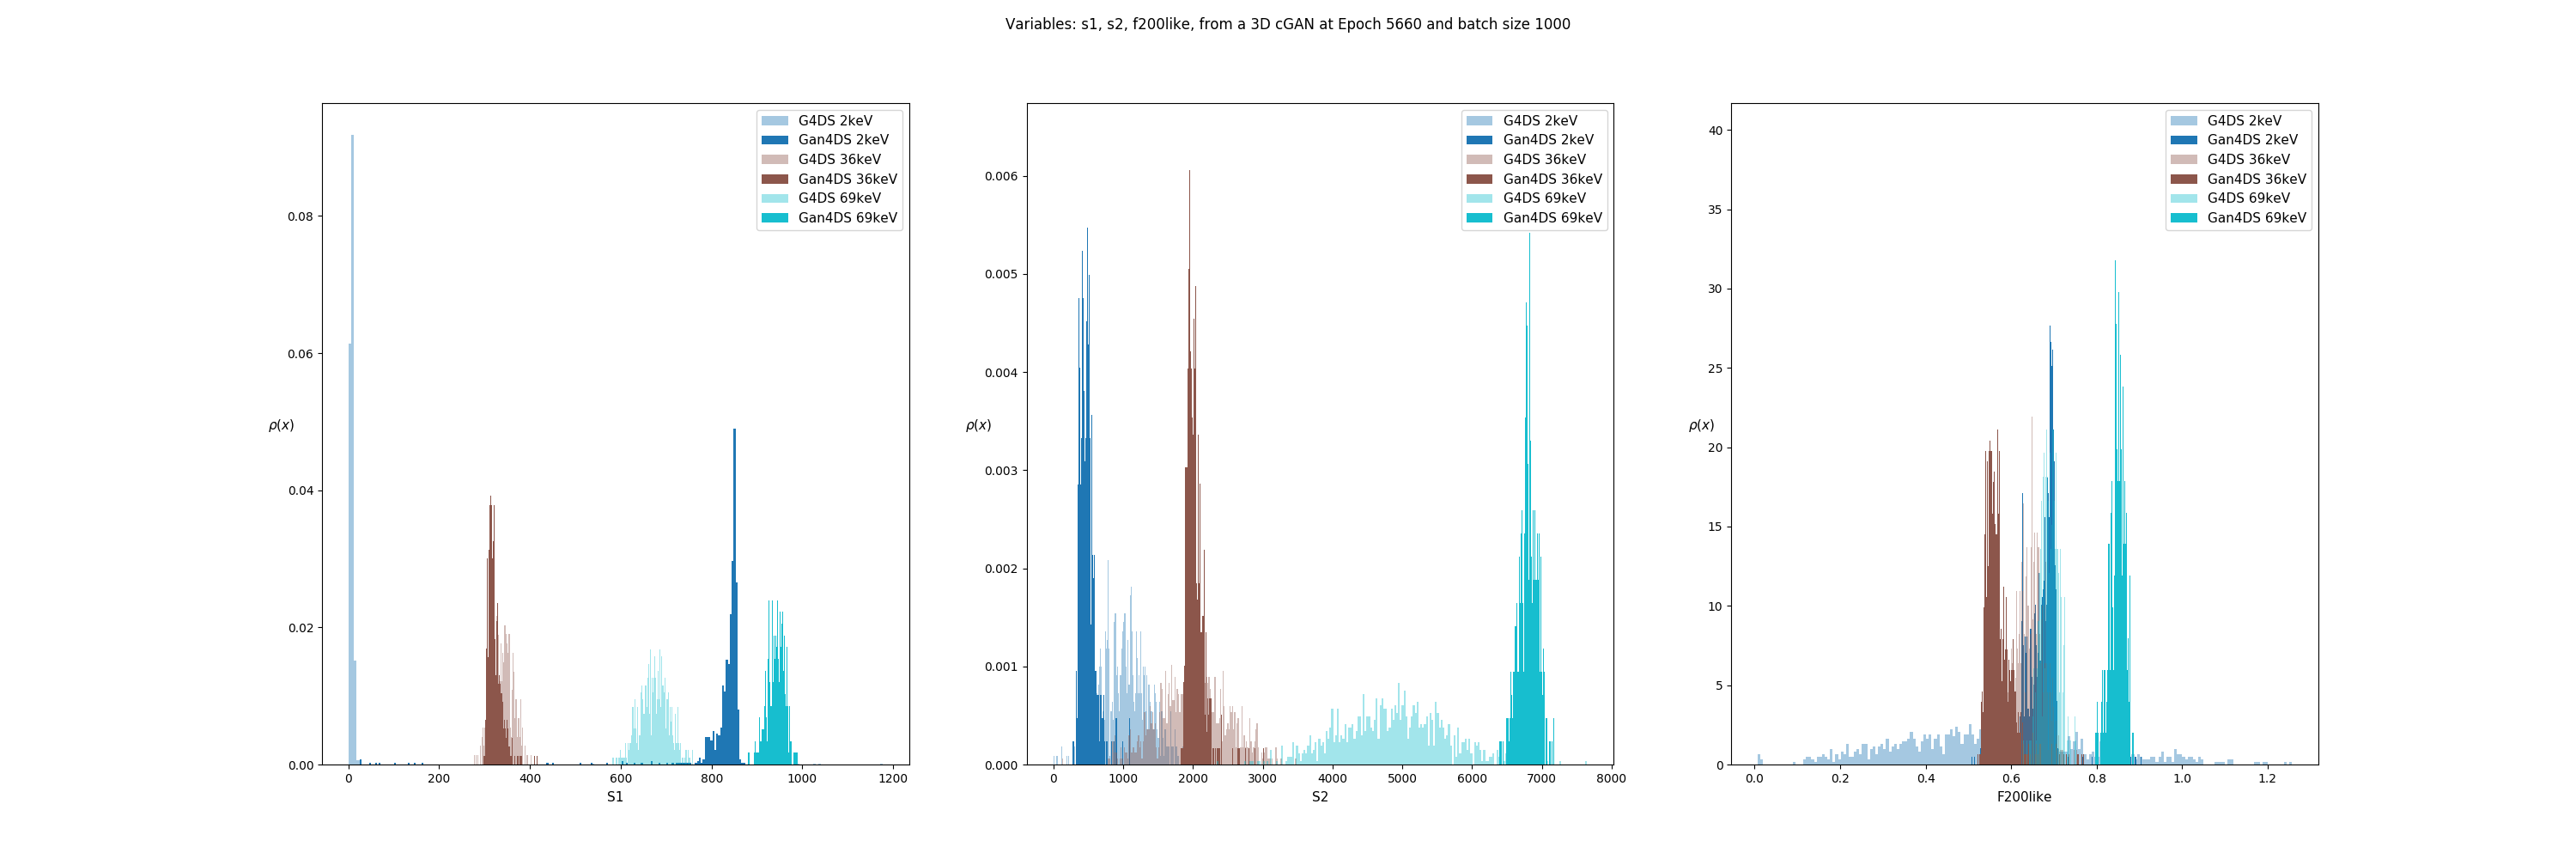 Variables: s1, s2, f200like, from a 3D cGAN at Epoch 5660 and batch size 1000
G4DS 2keV
Gan4DS 2keV
G4DS 36keV
Gan4DS 36keV
G4DS 69keV
Gan4DS 69keV
0.08
0.06
0.04
0.02
0.00
ρ(x)
0
200
400
600
800
1000
1200
S1
G4DS 2keV
Gan4DS 2keV
G4DS 36keV
Gan4DS 36keV
G4DS 69keV
Gan4DS 69keV
0.006
0.005
0.004
0.003
0.002
0.001
0.000
ρ(x)
0
1000
2000
3000
4000
5000
6000
7000
8000
S2
G4DS 2keV
Gan4DS 2keV
G4DS 36keV
Gan4DS 36keV
G4DS 69keV
Gan4DS 69keV
40
35
30
25
20
15
10
5
0
ρ(x)
0.0
0.2
0.4
0.6
0.8
1.0
1.2
F200like